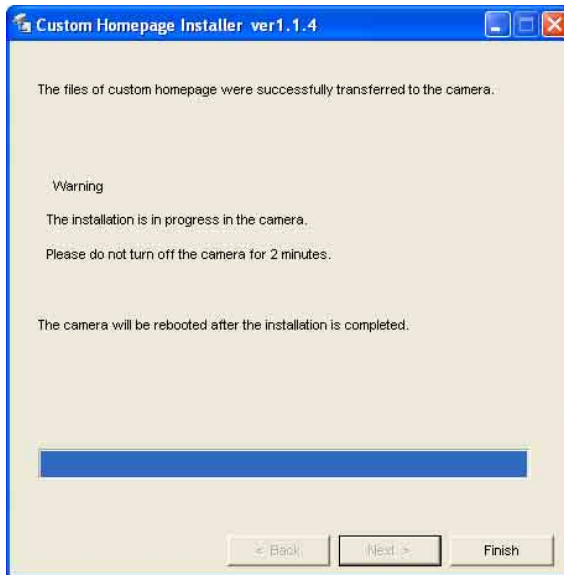 Custom Homepage Installer ver1.1.4
The files of custom homepage were successfully transferred to the camera.
Warning
The installation is in progress in the camera.
Please do not turn off the camera for 2 minutes.
The camera will be rebooted after the installation is completed.
< Back Next > Finish